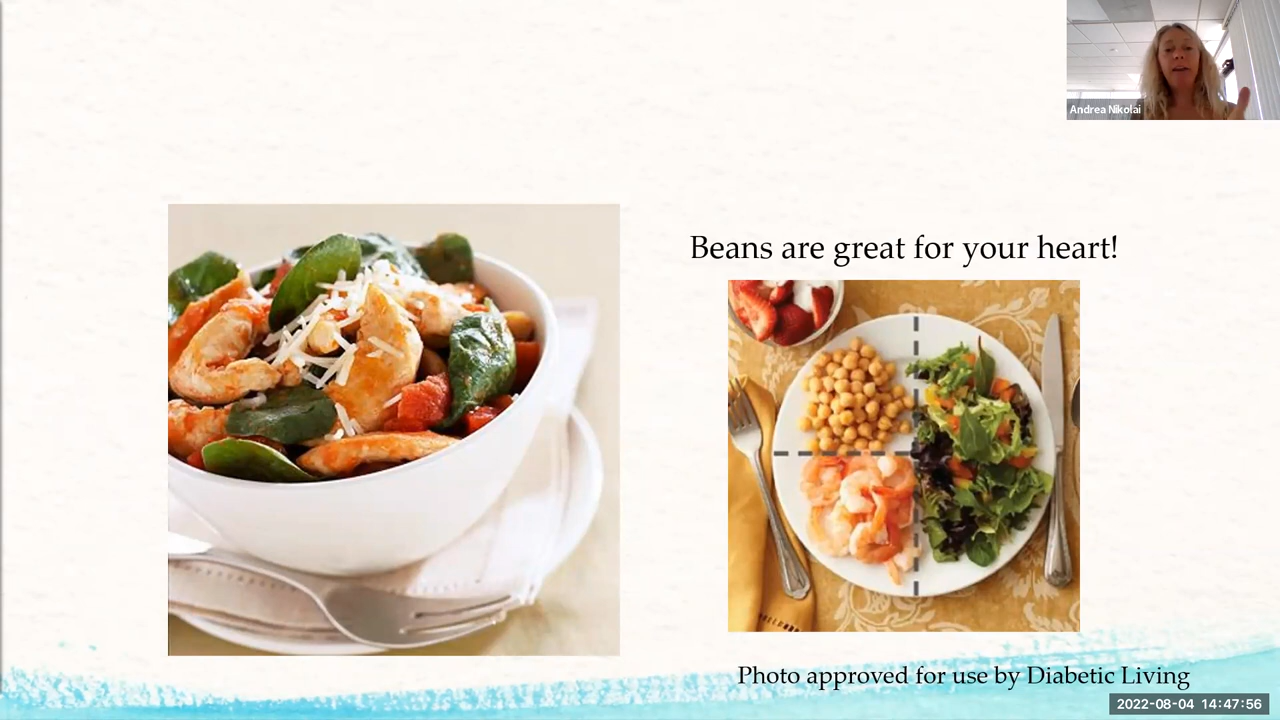 Andrea Nikolai
Beans are great for your heart!
Photo approved for use by Diabetic Living
2022-08-04 14:47:56